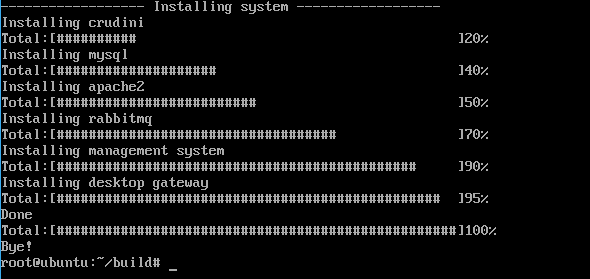 ------------------ Installing system ------------------
Installing crudini
Total:[##########                                        ]20%
Installing mysql
Total:[####################                              ]40%
Installing apache2
Total:[#########################                         ]50%
Installing rabbitmq
Total:[###################################               ]70%
Installing management system
Total:[#############################################     ]90%
Installing desktop gateway
Total:[################################################  ]95%
Done
Total:[##################################################]100%
Bye!
root@ubuntu:~/build# _